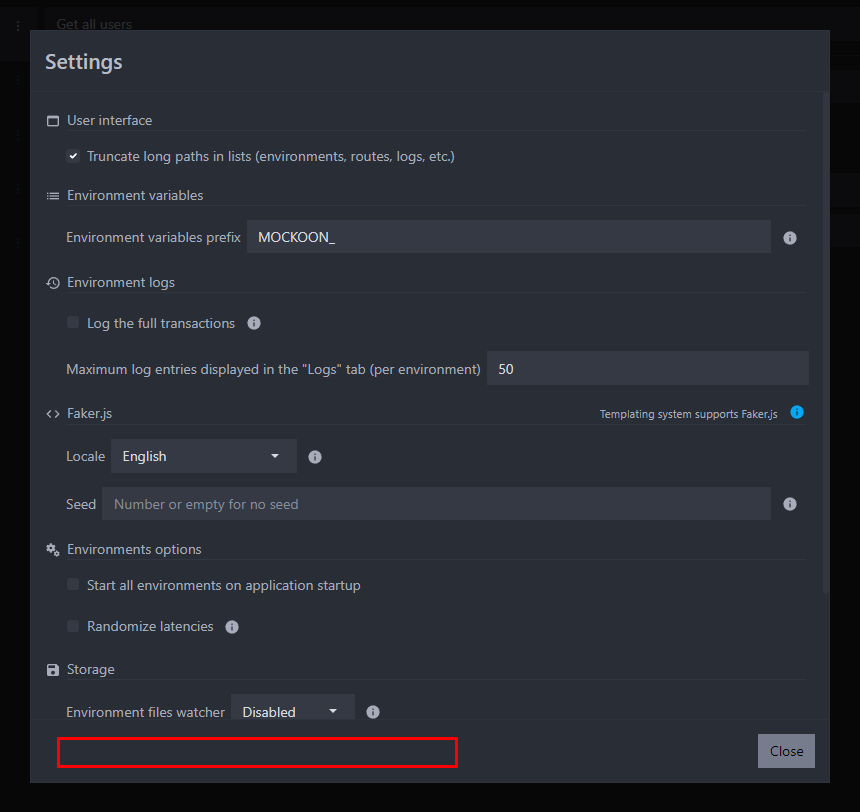 Get all users
Settings
User interface
Truncate long paths in lists (environments, routes, logs, etc.)
Environment variables
Environment variables prefix MOCKOON_
Environment logs
Log the full transactions
Maximum log entries displayed in the "Logs" tab (per environment) 50
Faker.js Templating system supports Faker.js
Locale English
Seed Number or empty for no seed
Environments options
Start all environments on application startup
Randomize latencies
Storage
Environment files watcher Disabled
Close